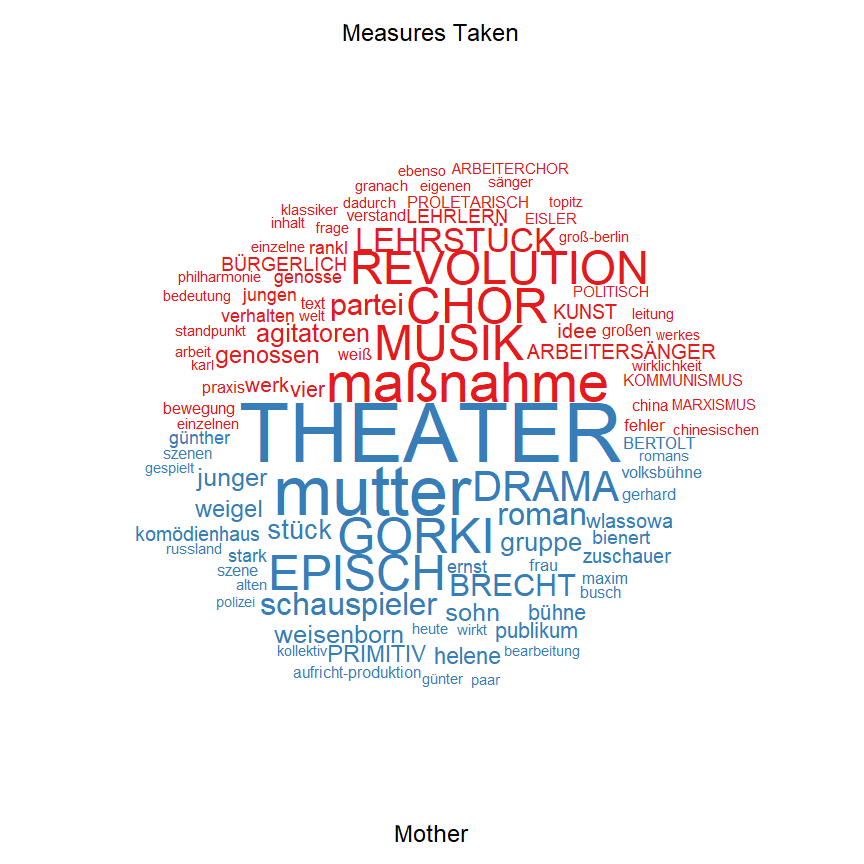 Measures Taken
ebenso ARBEITERCHOR
granach eigenen sänger
dadurch PROLETARISCH topitz
klassiker verstand LEHRLERN EISLER
inhalt frage
einzelne rankl LEHRSTÜCK groß-berlin
BÜRGERLICH REVOLUTION
philharmonie genosse
bedeutung jungen POLITISCH
text partei CHOR KUNST leitung
verhalten welt
standpunkt agitatoren MUSIK idee großen werkes
arbeit genossen weiß ARBEITERSÄNGER
karl wirklichkeit
praxis werk vier maßnahme KOMMUNISMUS
bewegung china MARXISMUS
einzelnen fehler chinesischen
günther THEATER BERTOLT
szenen romans
gespielt junger mutter DRAMA volksbühne
gerhard
weigel roman wlassowa
komödienhaus stück GORKI gruppe bienert
russland stark zuschauer
szene EPISCH ernst frau
alten BRECHT maxim
busch
polizei schauspieler sohn bühne
weisenborn heute wirkt publikum
kollektiv PRIMITIV helene bearbeitung
aufricht-produktion günter paar
Mother